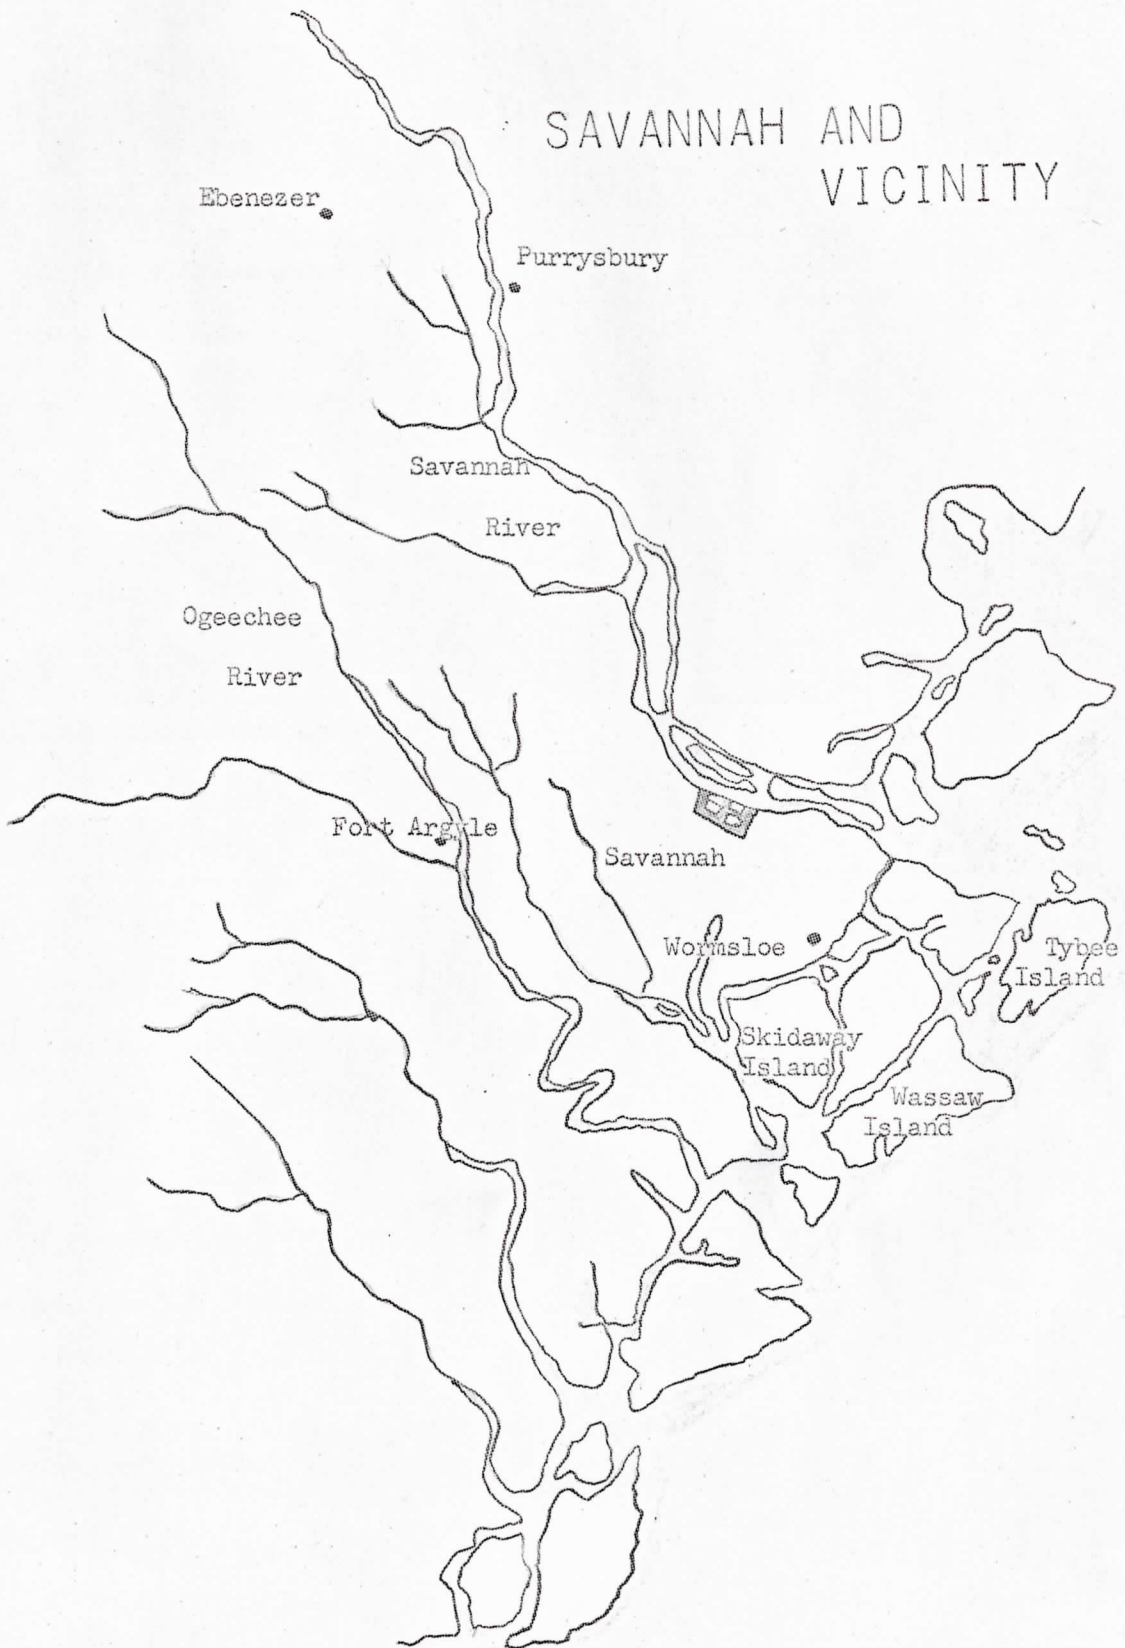 SAVANNAH AND
VICINITY
Ebenezer
Purrysbury
Savannah
River
Ogeechee
River
Fort Argyle
Savannah
Wormsloe
Tybee
Island
Skidaway
Island
Wassaw
Island